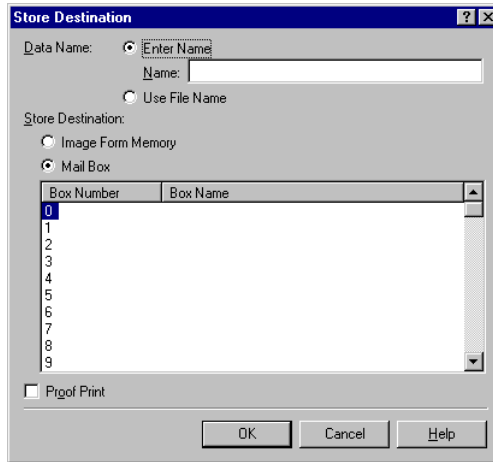 Store Destination
Data Name: Enter Name
Name:
Use File Name
Store Destination:
Image Form Memory
Mail Box
Box Number Box Name
0
1
2
3
4
5
6
7
8
9
Proof Print
OK Cancel Help